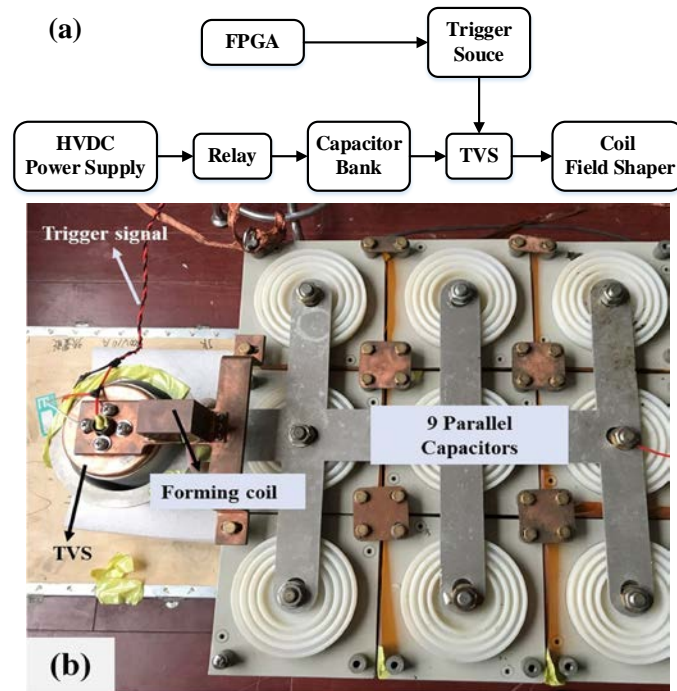 (a)
FPGA
Trigger
Souce
HVDC
Power Supply
Relay
Capacitor
Bank
TVS
Coil
Field Shaper
Trigger signal
9 Parallel
Capacitors
Forming coil
TVS
(b)